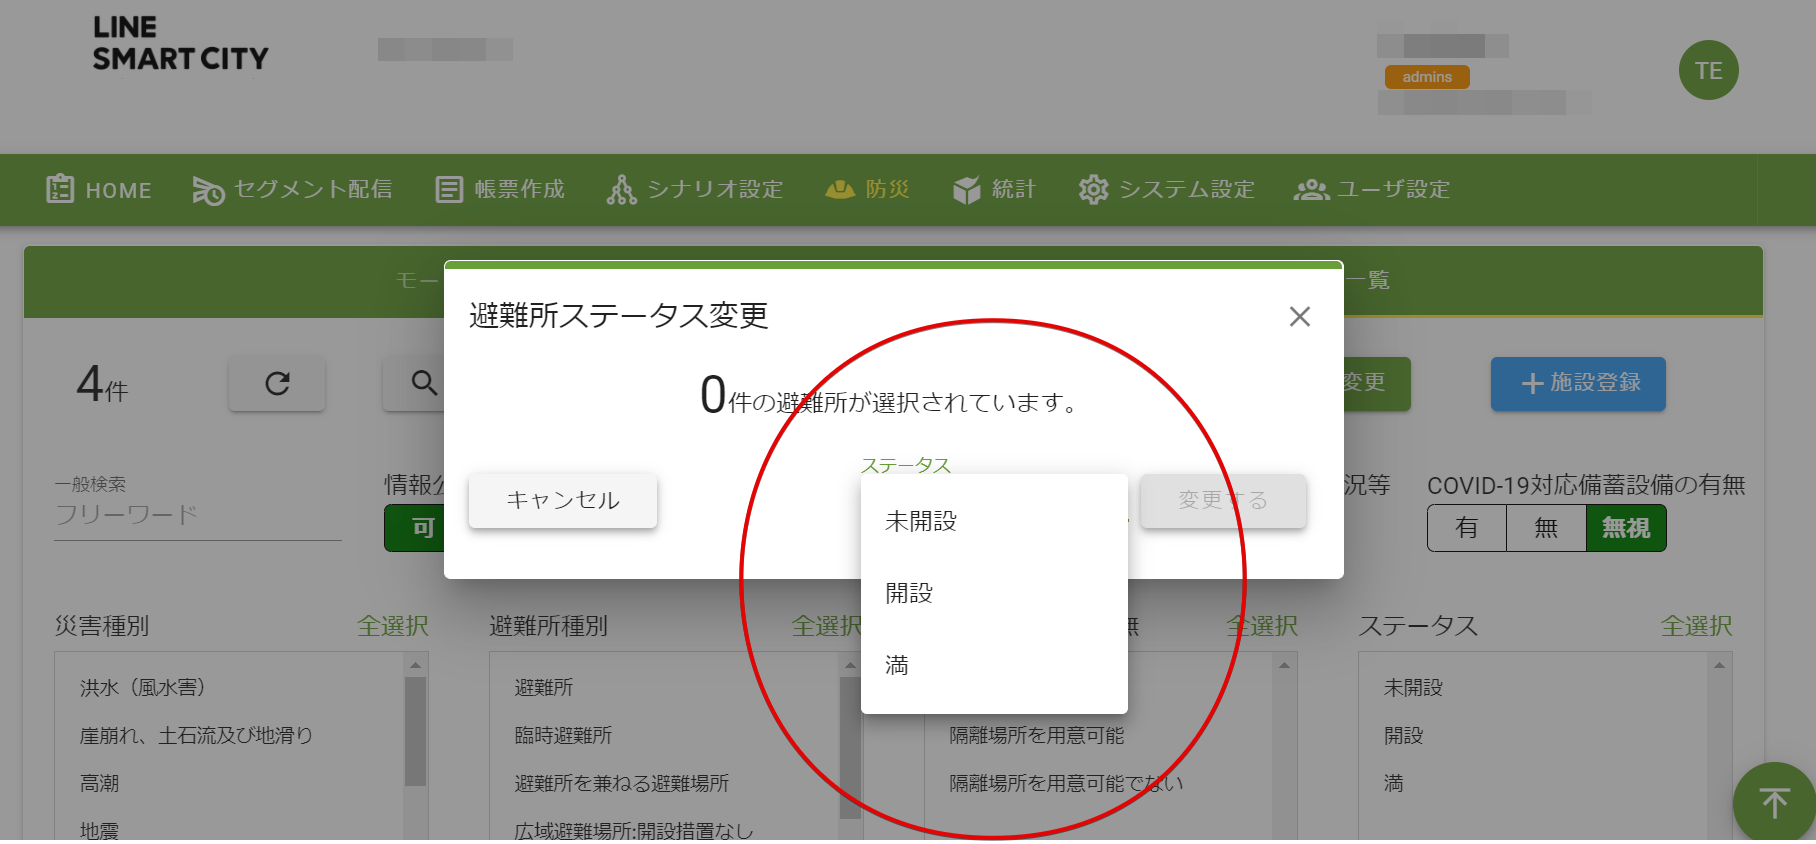 LINE
SMART CITY
admins
TE
HOME
セグメント配信
帳票作成
シナリオ設定
防災
統計
システム設定
ユーザ設定
モー
一覧
避難所ステータス変更
4件
変更
施設登録
0件の避難所が選択されています。
ステータス
一般検索
フリーワード
情報公
可
キャンセル
未開設
開設
満
変更する
況等
COVID-19対応備蓄設備の有無
有
無
無視
災害種別
全選択
避難所種別
全選択
無
全選択
ステータス
全選択
洪水（風水害）
崖崩れ、土石流及び地滑り
高潮
地震
避難所
臨時避難所
避難所を兼ねる避難場所
広域避難場所:開設措置なし
隔離場所を用意可能
隔離場所を用意可能でない
未開設
開設
満